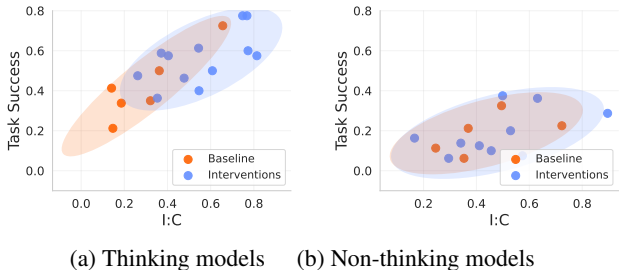 0.8
0.6
0.4
0.2
0.0
Task Success
0.0 0.2 0.4 0.6 0.8
I:C
Baseline
Interventions
0.8
0.6
0.4
0.2
0.0
Task Success
0.2 0.4 0.6 0.8
I:C
Baseline
Interventions
(a) Thinking models
(b) Non-thinking models